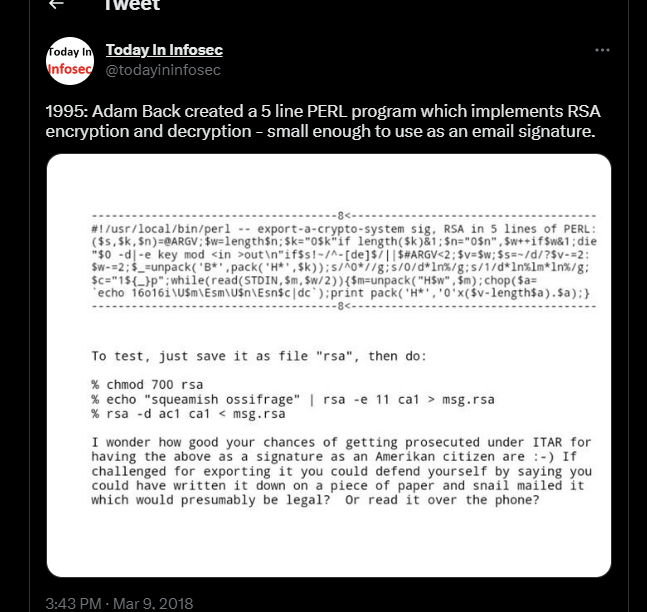 Tweet
Today In
Infosec
Today In Infosec
@todayininfosec
1995: Adam Back created a 5 line PERL program which implements RSA
encryption and decryption - small enough to use as an email signature.
-------------------------------------8<-------------------------------------
#!/usr/local/bin/perl -- export-a-crypto-system sig, RSA in 5 lines of PERL:
($s,$k,$n)=@ARGV;$w=length$n;$k="0$k"if length($k)&1;$n="0$n",$w++if$w&1;die
"$0 -d|-e key mod <in >out\n"if$s!~/^-[de]$/||$#ARGV<2;$v=$w;$s=~/d/?$v-=2:
$w-=2;$_=unpack('B*',pack('H*',$k));s/^0*//g;s/0/d*ln%/g;s/1/d*ln%lm*ln%/g;
$c="1${_}p";while(read(STDIN,$m,$w/2)){$m=unpack("H$w",$m);chop($a=
`echo 16o16i\U$m\Esm\U$n\Esn$c|dc`);print pack('H*','0'x($v-length$a).$a);}
-------------------------------------8<-------------------------------------
To test, just save it as file "rsa", then do:
% chmod 700 rsa
% echo "squeamish ossifrage" | rsa -e 11 ca1 > msg.rsa
% rsa -d ac1 ca1 < msg.rsa
I wonder how good your chances of getting prosecuted under ITAR for
having the above as a signature as an Amerikan citizen are :-) If
challenged for exporting it you could defend yourself by saying you
could have written it down on a piece of paper and snail mailed it
which would presumably be legal?  Or read it over the phone?
3:43 PM · Mar 9, 2018